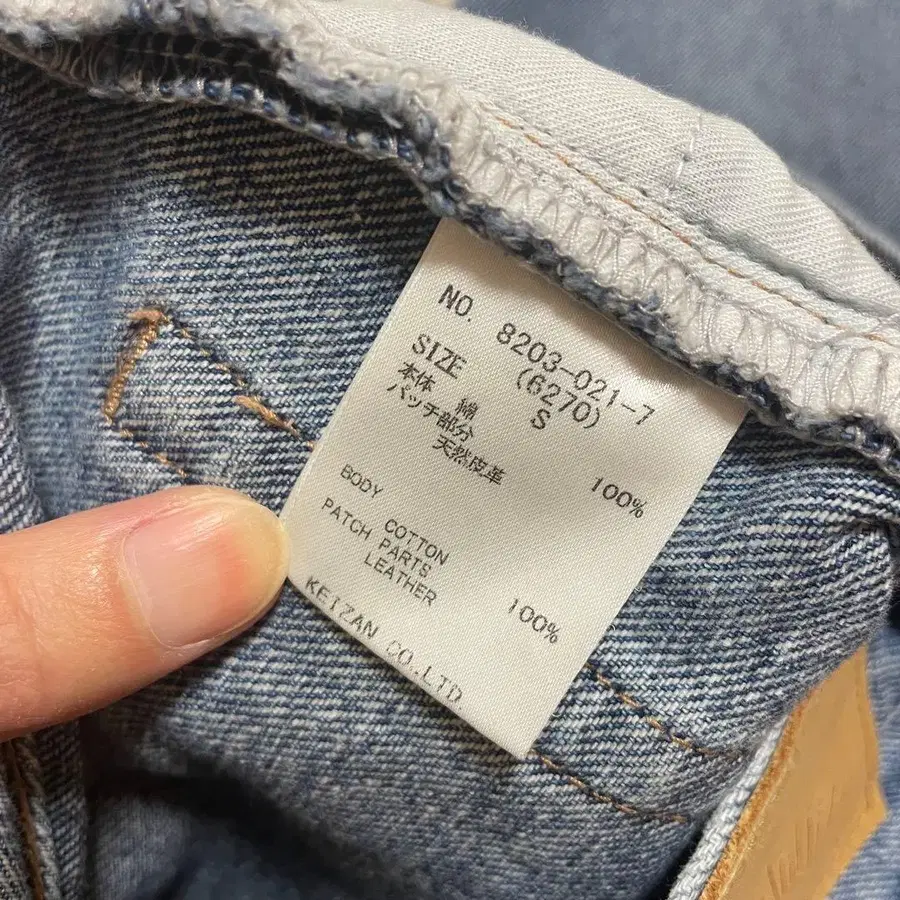 NO. 8203-021-7
(6270)
SIZE S
本体
綿 100%
パッチ部分
天然皮革
BODY
COTTON 100%
PATCH PARTS
LEATHER
KEIZAN CO.,LTD